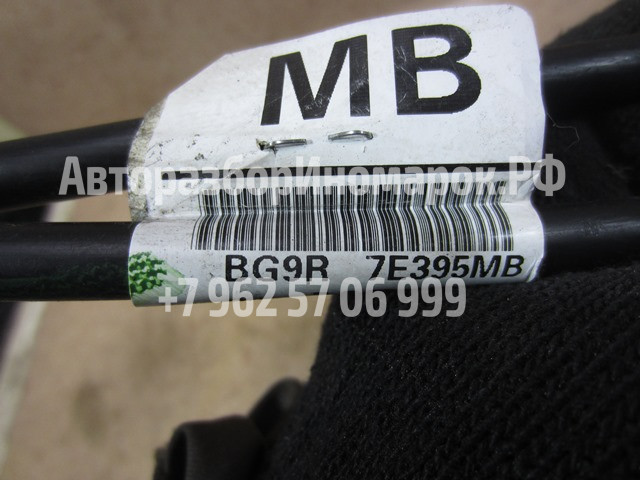 MB
АвторазборИномарок.РФ
BG9R 7E395MB
+7 962 57 06 999